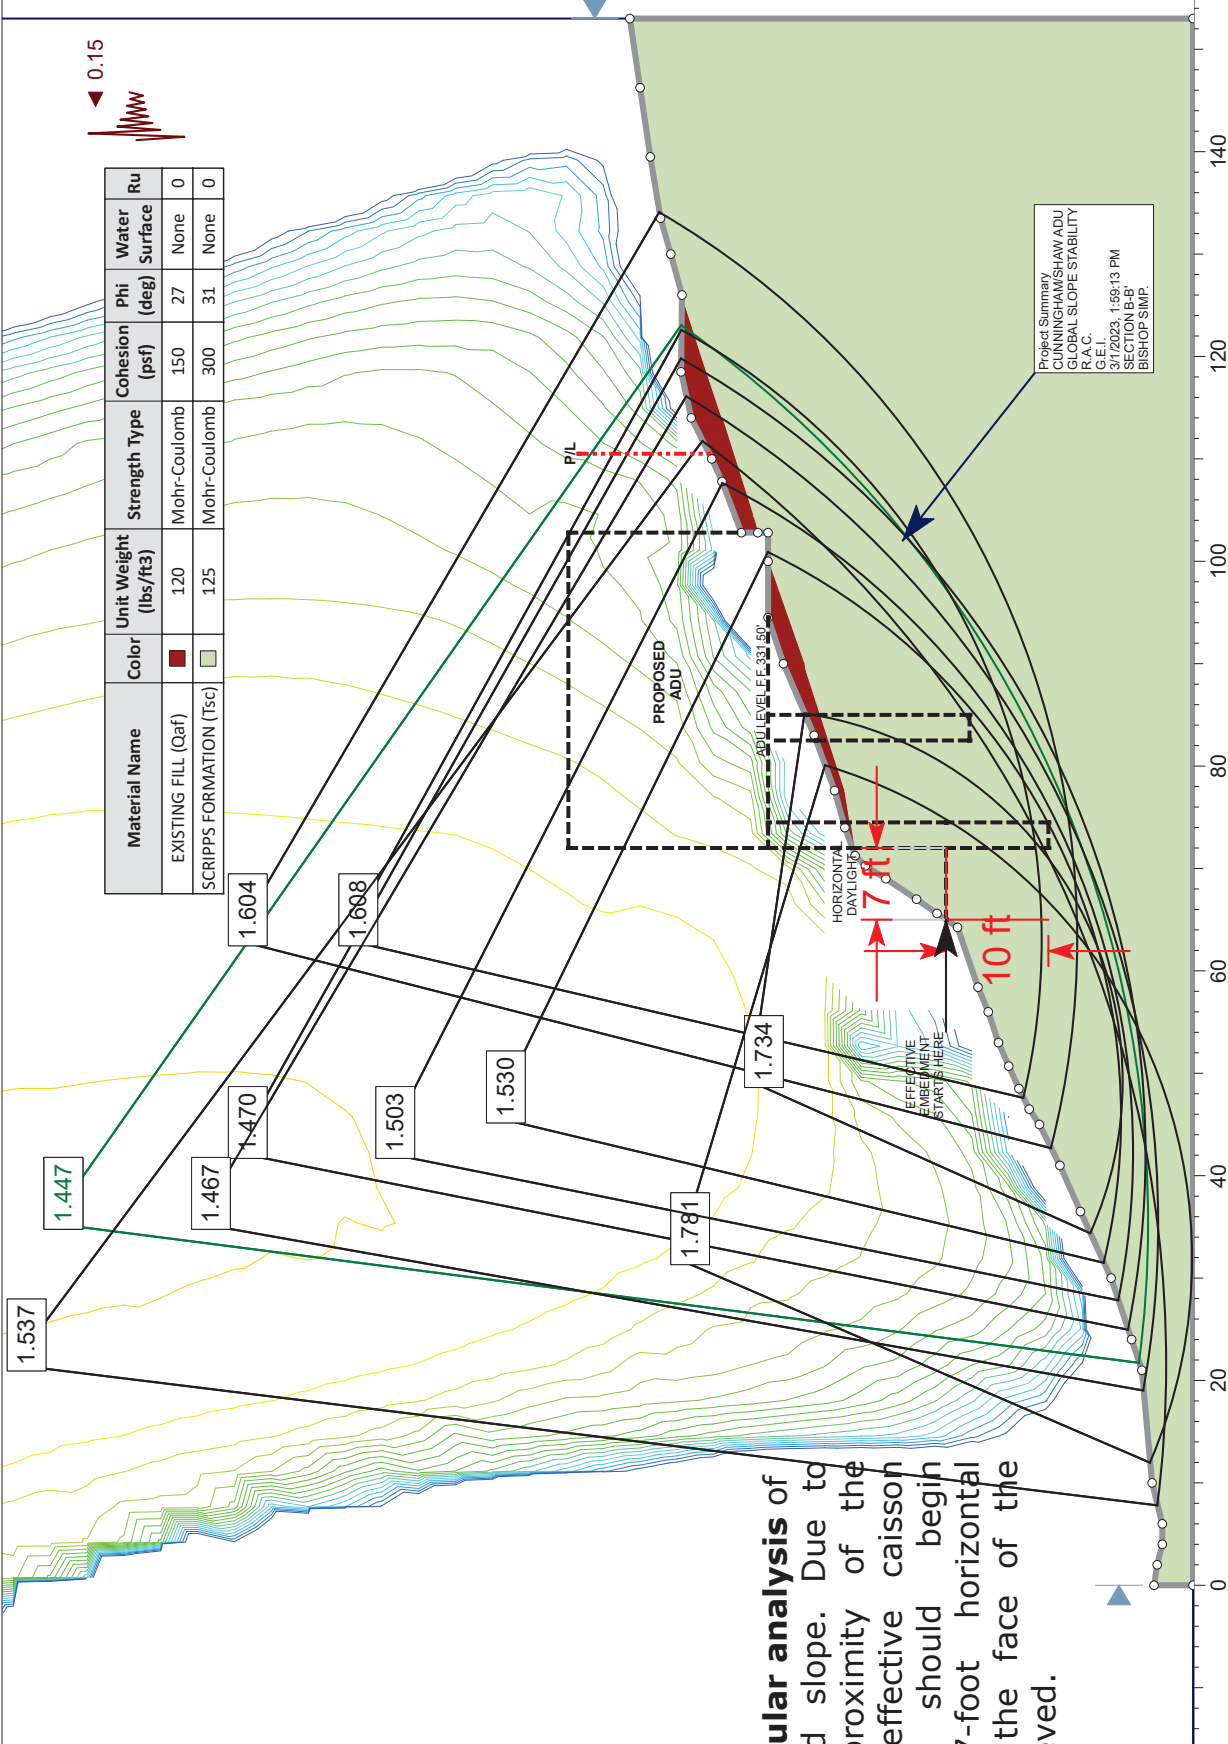 0.15
Material Name Color Unit Weight (lbs/ft3) Strength Type Cohesion (psf) Phi (deg) Water Surface Ru
EXISTING FILL (Qaf) 120 Mohr-Coulomb 150 27 None 0
SCRIPPS FORMATION (Tsc) 125 Mohr-Coulomb 300 31 None 0
1.537
1.447
1.467
1.470
1.604
1.608
1.503
1.530
1.781
1.734
P/L
PROPOSED
ADU
ADU LEVEL F.F. 331.50'
HORIZONTAL
DAYLIGHT
7 ft
10 ft
EFFECTIVE
EMBEDMENT
STARTS HERE
Project Summary
CUNNINGHAM/SHAW ADU
GLOBAL SLOPE STABILITY
R.A.C.
G.E.I.
3/1/2023, 1:59:13 PM
SECTION B-B'
BISHOP SIMP.
ular analysis of
d slope. Due to
roximity of the
effective caisson
should begin
7-foot horizontal
the face of the
ved.
0 20 40 60 80 100 120 140